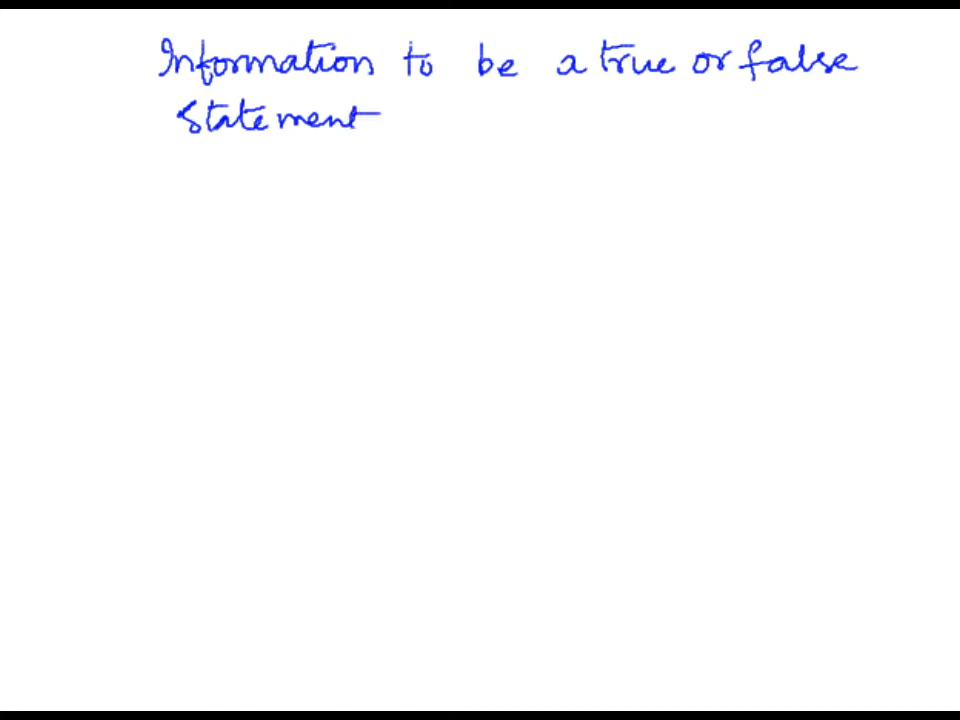 Information to be a true or false
Statement